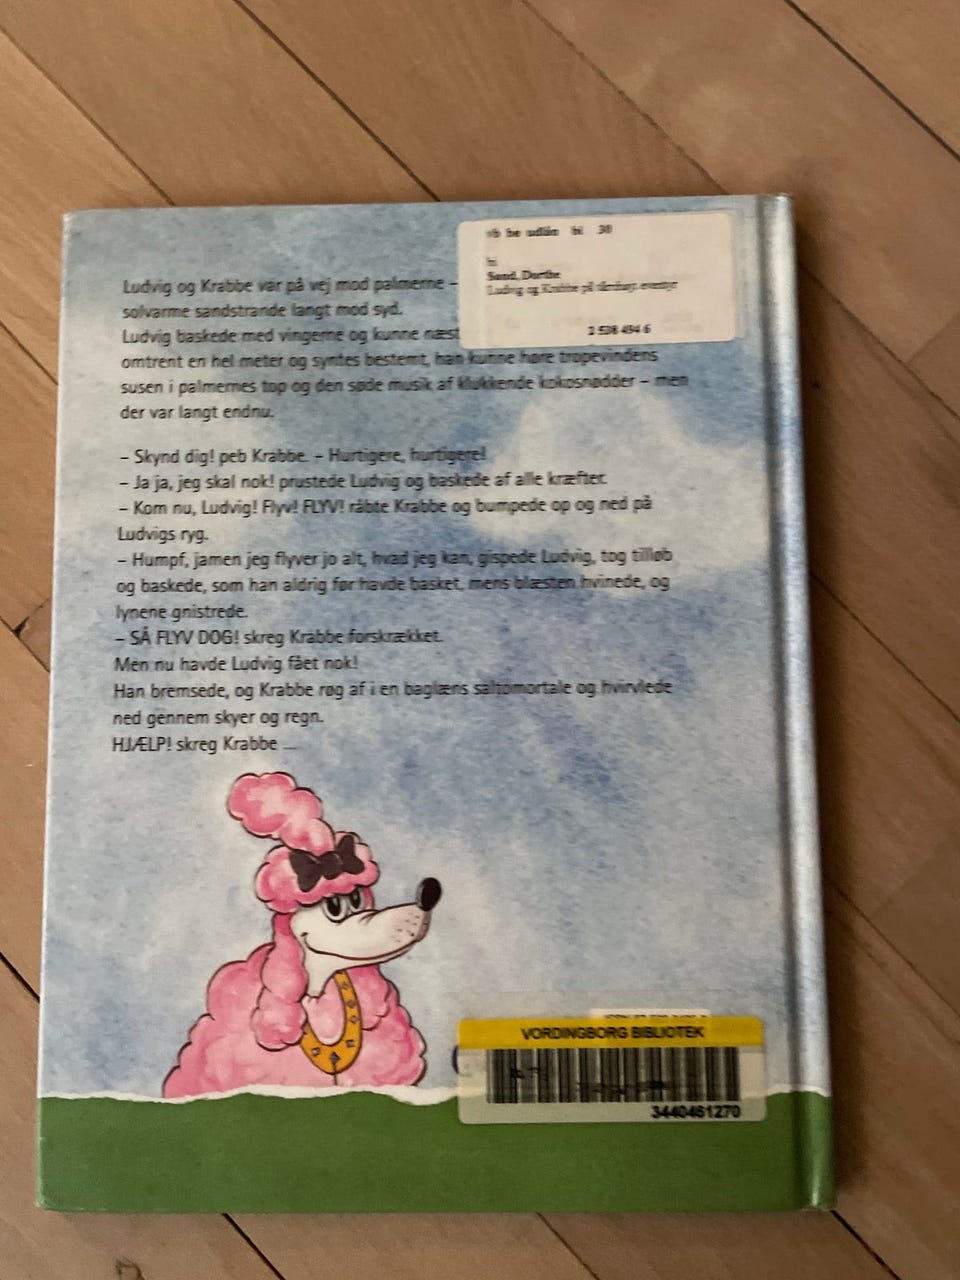 vb be udlån bi 30
bi
Sand, Dorthe
Ludvig og Krabbe på eventyr
2 528 494 6
Ludvig og Krabbe var på vej mod palmerne –
solvarme sandstrande langt mod syd.
Ludvig baskede med vingerne og kunne næst
omtrent en hel meter og syntes bestemt, han kunne høre tropevindens
susen i palmernes top og den søde musik af klukkende kokosnødder – men
der var langt endnu.
– Skynd dig! peb Krabbe. – Hurtigere, hurtigere!
– Ja ja, jeg skal nok! prustede Ludvig og baskede af alle kræfter.
– Kom nu, Ludvig! Flyv! FLYV! råbte Krabbe og bumpede op og ned på
Ludvigs ryg.
– Humpf, jamen jeg flyver jo alt, hvad jeg kan, gispede Ludvig, tog tilløb
og baskede, som han aldrig før havde basket, mens blæsten hvinede, og
lynene gnistrede.
– SÅ FLYV DOG! skreg Krabbe forskrækket.
Men nu havde Ludvig fået nok!
Han bremsede, og Krabbe røg af i en baglæns saltomortale og hvirvlede
ned gennem skyer og regn.
HJÆLP! skreg Krabbe ...
VORDINGBORG BIBLIOTEK
3440461270